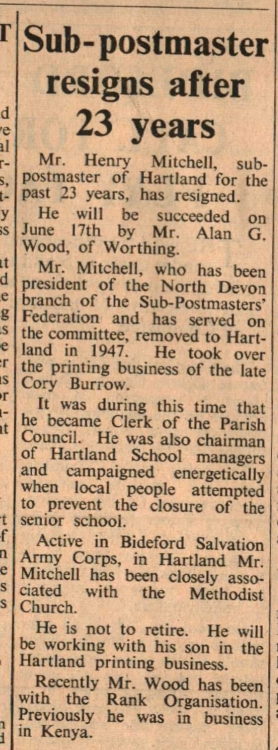 Sub-postmaster
resigns after
23 years
Mr. Henry Mitchell, sub-
postmaster of Hartland for the
past 23 years, has resigned.
He will be succeeded on
June 17th by Mr. Alan G.
Wood, of Worthing.
Mr. Mitchell, who has been
president of the North Devon
branch of the Sub-Postmasters'
Federation and has served on
the committee, removed to Hart-
land in 1947. He took over
the printing business of the late
Cory Burrow.
It was during this time that
he became Clerk of the Parish
Council. He was also chairman
of Hartland School managers
and campaigned energetically
when local people attempted
to prevent the closure of the
senior school.
Active in Bideford Salvation
Army Corps, in Hartland Mr.
Mitchell has been closely asso-
ciated with the Methodist
Church.
He is not to retire. He will
be working with his son in the
Hartland printing business.
Recently Mr. Wood has been
with the Rank Organisation.
Previously he was in business
in Kenya.